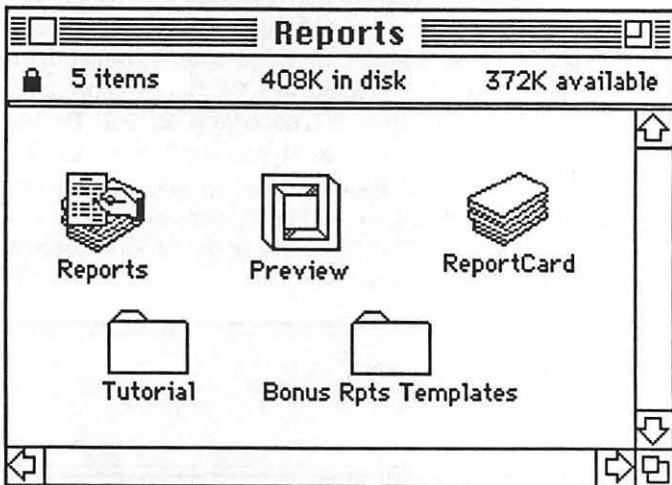 Reports
5 items 408K in disk 372K available
Reports Preview ReportCard
Tutorial Bonus Rpts Templates